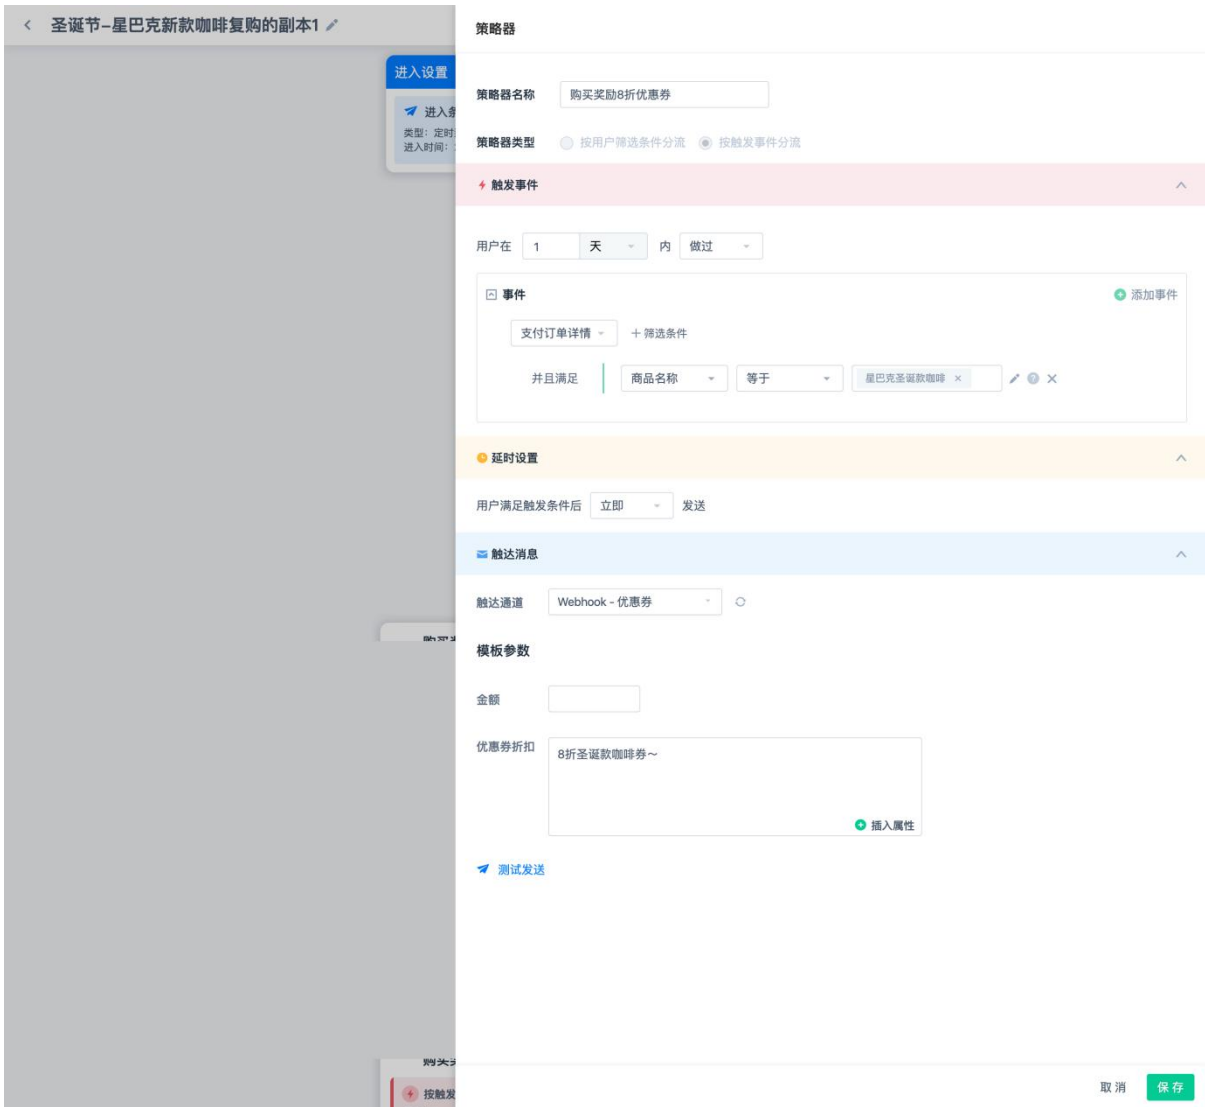 圣诞节-星巴克新款咖啡复购的副本1
策略器
进入设置
类型：定时
进入时间：
策略器名称 购买奖励8折优惠券
策略器类型 按用户筛选条件分流 按触发事件分流
触发事件
用户在 1 天 内 做过
事件 添加事件
支付订单详情 筛选条件
并且满足 商品名称 等于 星巴克圣诞款咖啡
延时设置
用户满足触发条件后 立即 发送
触达消息
触达通道 Webhook - 优惠券
模板参数
金额
优惠券折扣 8折圣诞款咖啡券～
插入属性
测试发送
按触发
取消 保存